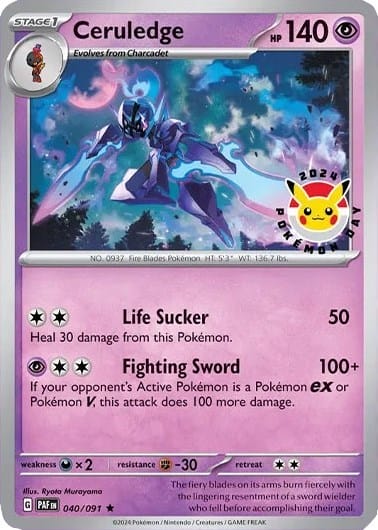 STAGE 1
Ceruledge
HP 140
Evolves from Charcadet
2024
POKÉMON DAY
NO. 0937 Fire Blades Pokémon. HT: 5'3" WT: 136.7 lbs.
Life Sucker 50
Heal 30 damage from this Pokémon.
Fighting Sword 100+
If your opponent's Active Pokémon is a Pokémon ex or
Pokémon V, this attack does 100 more damage.
weakness ×2 resistance -30 retreat
Illus. Ryota Murayama
G PAF EN 040/091 ★
The fiery blades on its arms burn fiercely with
the lingering resentment of a sword wielder
who fell before accomplishing their goal.
©2024 Pokémon / Nintendo / Creatures / GAME FREAK